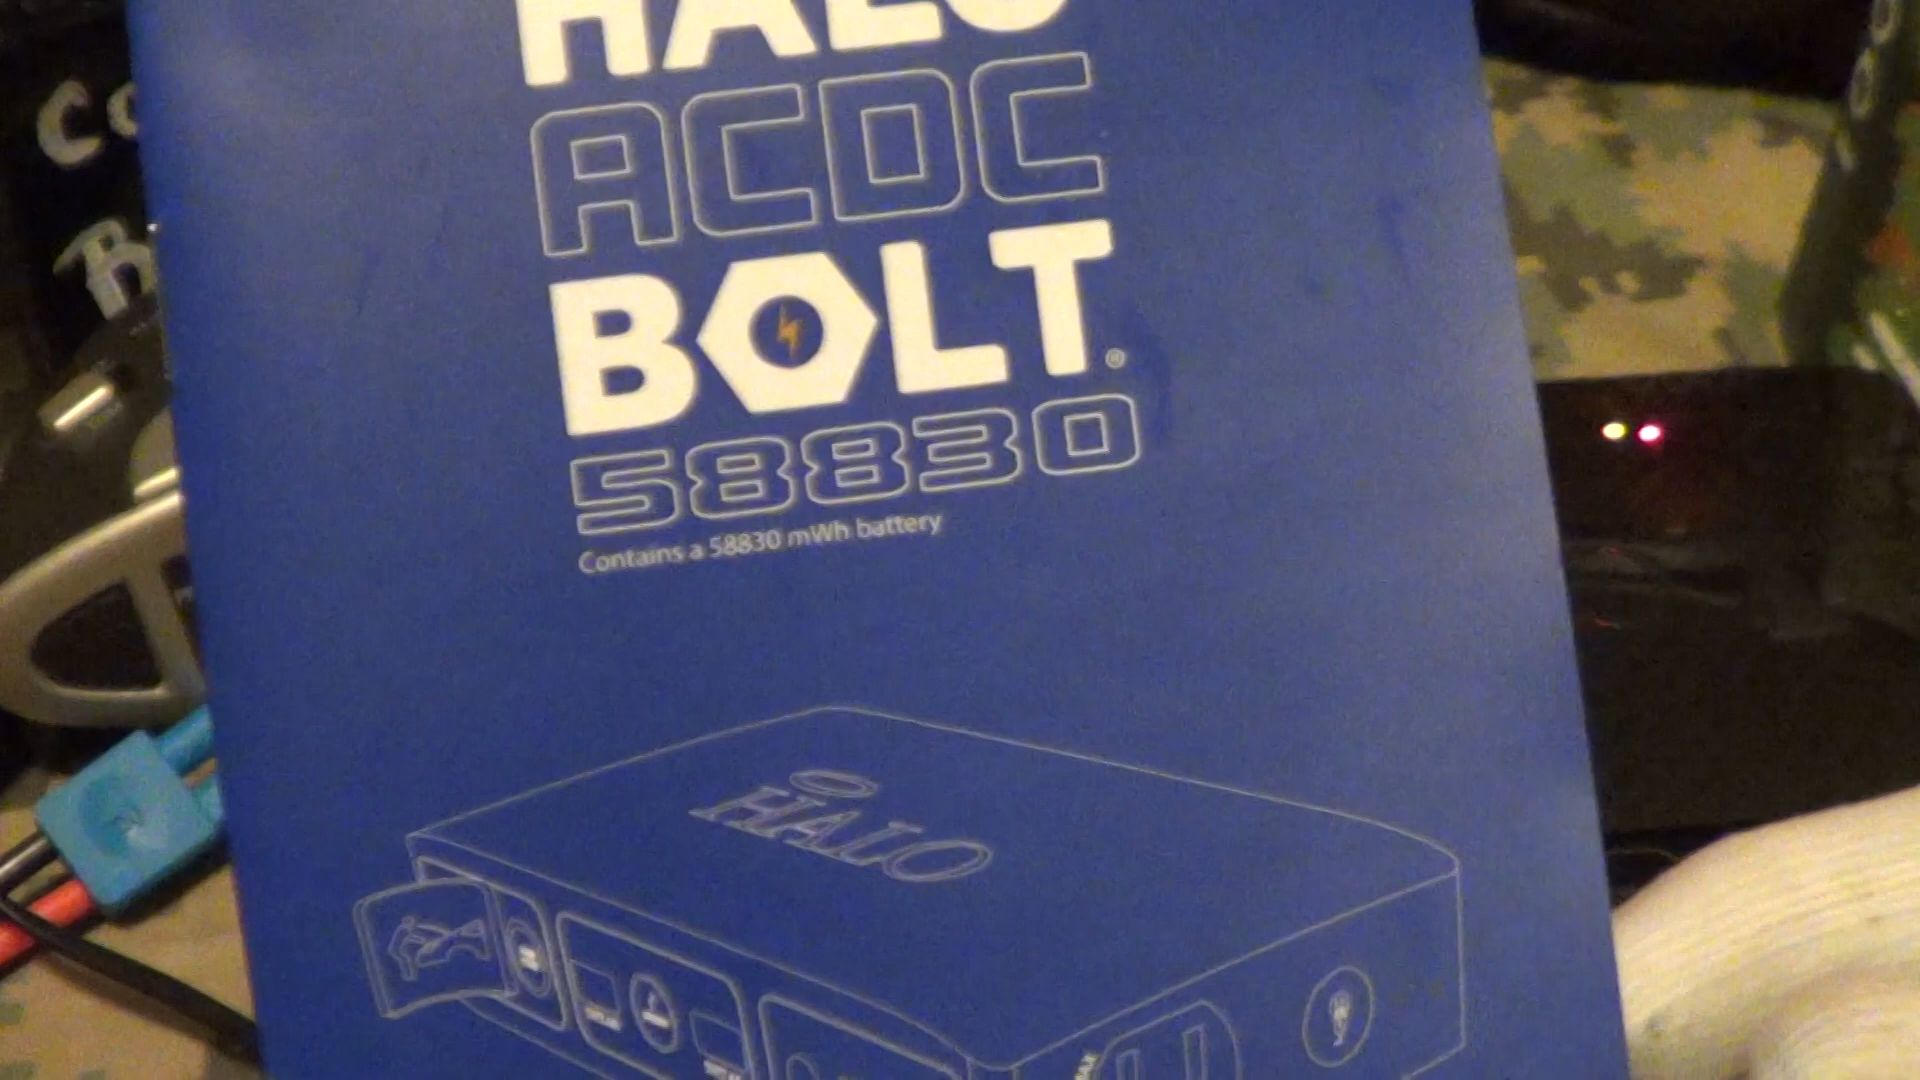 HALO
ACDC
BOLT®
58830
Contains a 58830 mWh battery
HALO